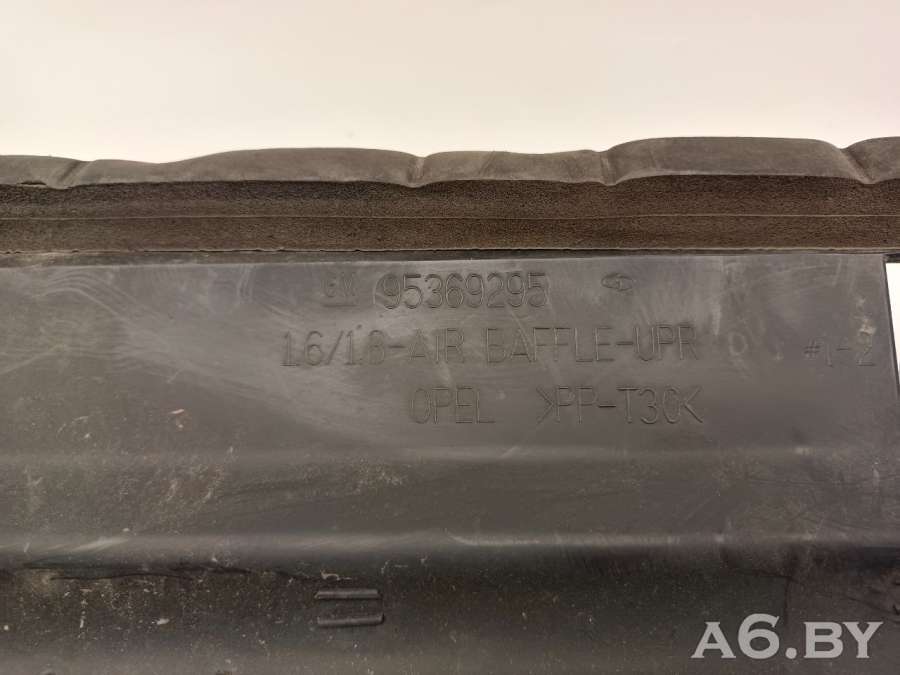 GM 95369295
1.6/1.8-AIR BAFFLE-UPR
#1-2
OPEL >PP-T30<
A6.BY